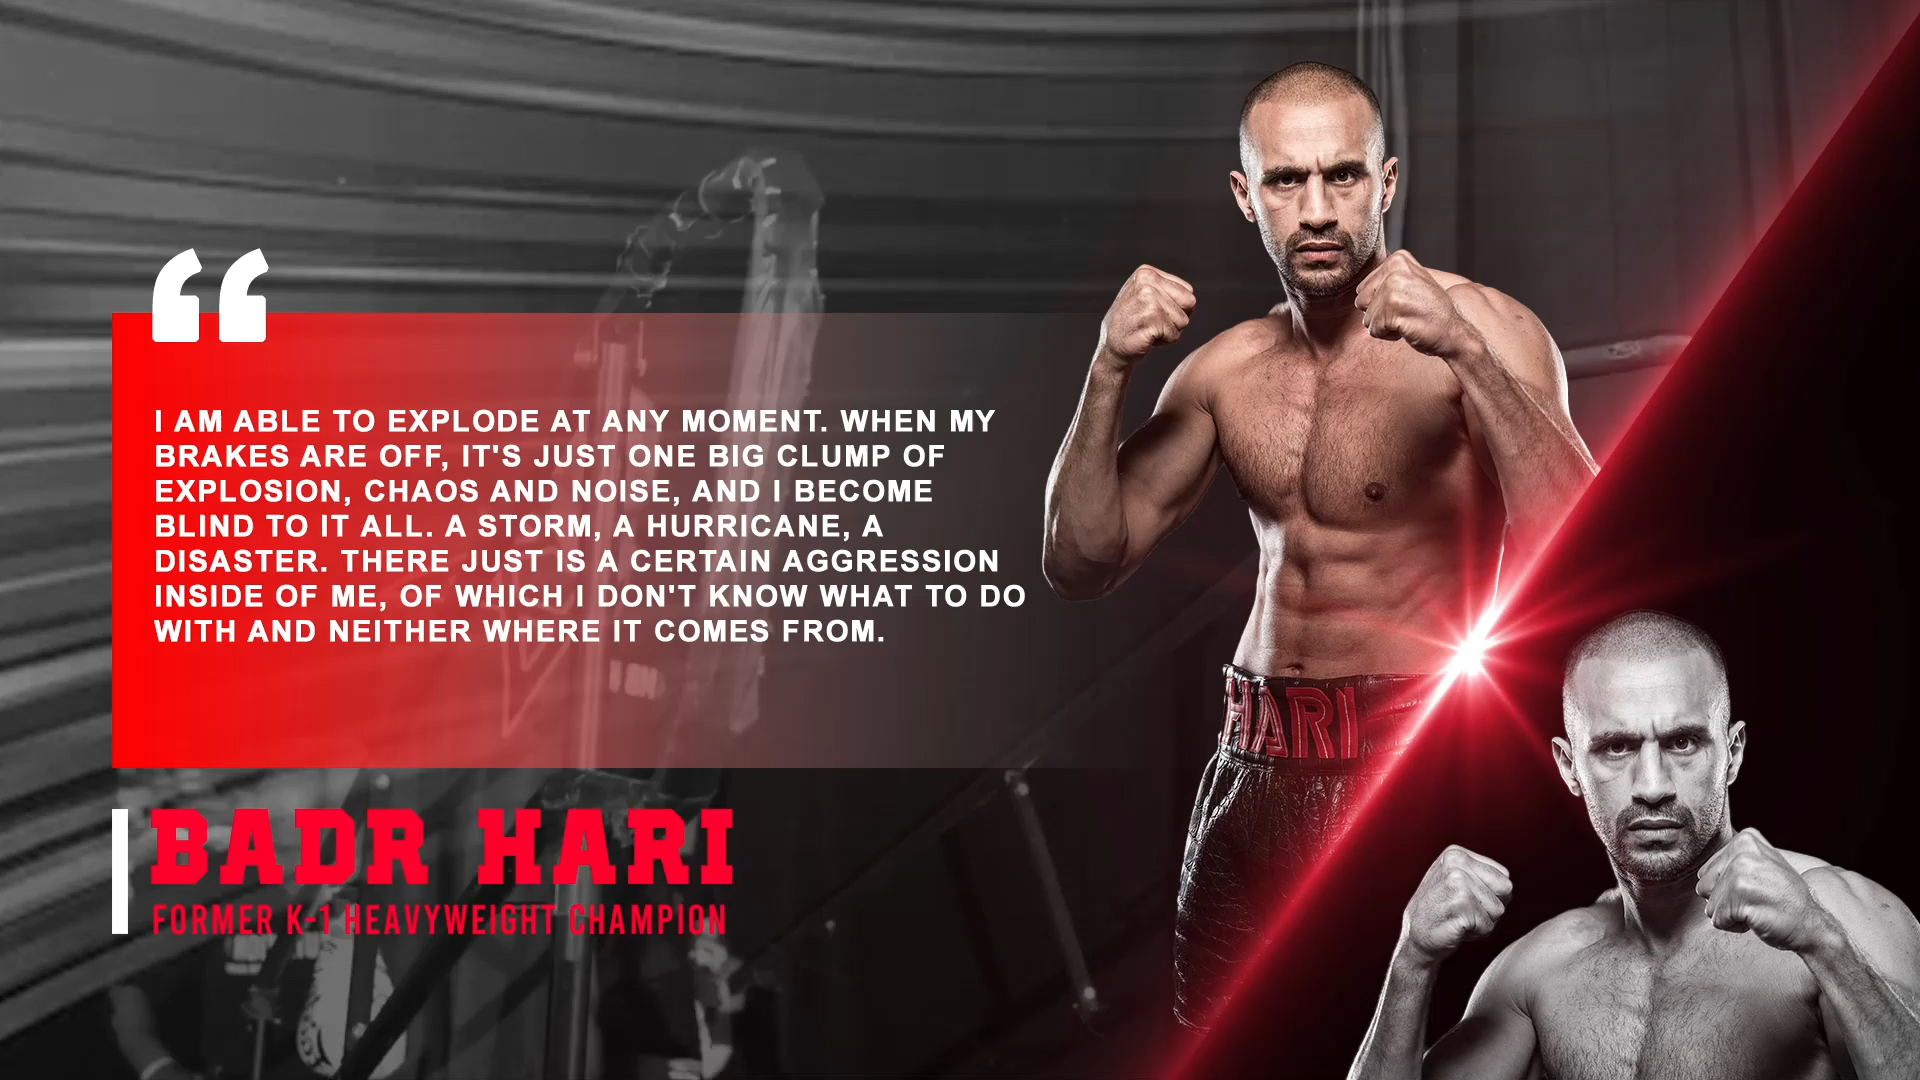 I AM ABLE TO EXPLODE AT ANY MOMENT. WHEN MY
BRAKES ARE OFF, IT'S JUST ONE BIG CLUMP OF
EXPLOSION, CHAOS AND NOISE, AND I BECOME
BLIND TO IT ALL. A STORM, A HURRICANE, A
DISASTER. THERE JUST IS A CERTAIN AGGRESSION
INSIDE OF ME, OF WHICH I DON'T KNOW WHAT TO DO
WITH AND NEITHER WHERE IT COMES FROM.
BADR HARI
FORMER K-1 HEAVYWEIGHT CHAMPION
HARI